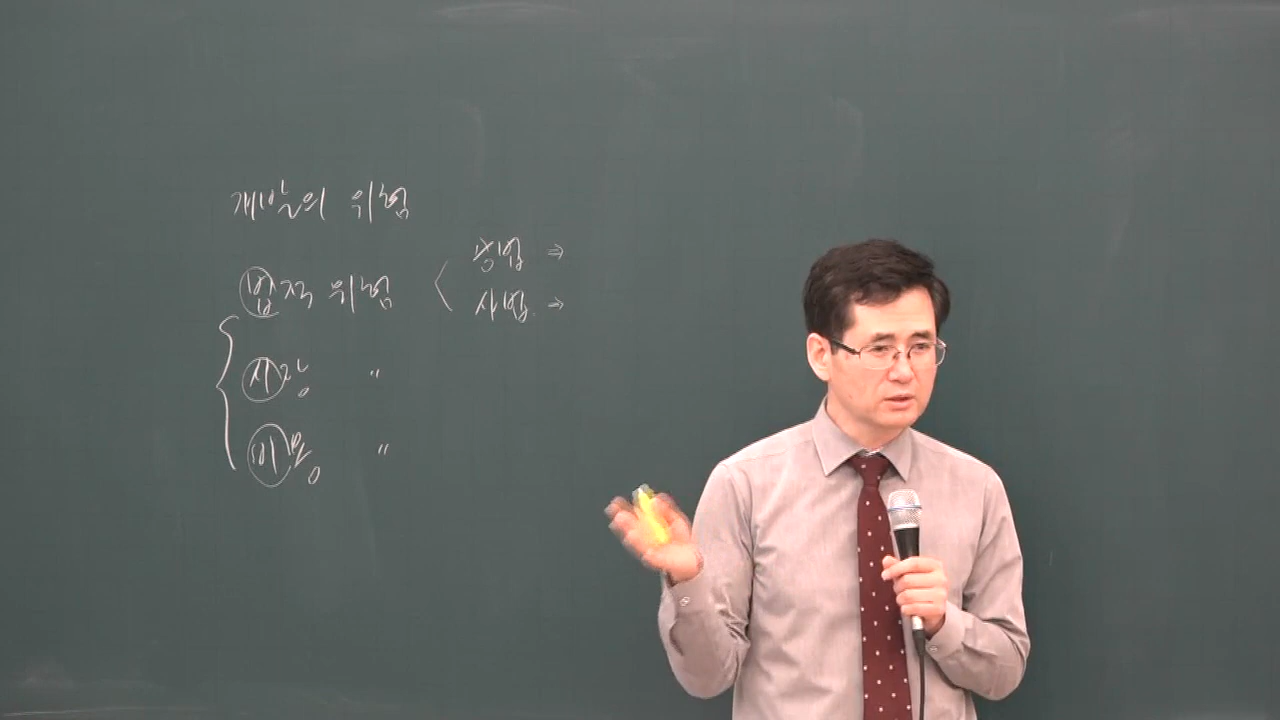 개발의 위험
법적 위험 < 공법 ⇒
사법 ⇒
시장 "
비용 "